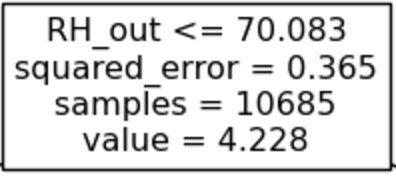 RH_out <= 70.083
squared_error = 0.365
samples = 10685
value = 4.228